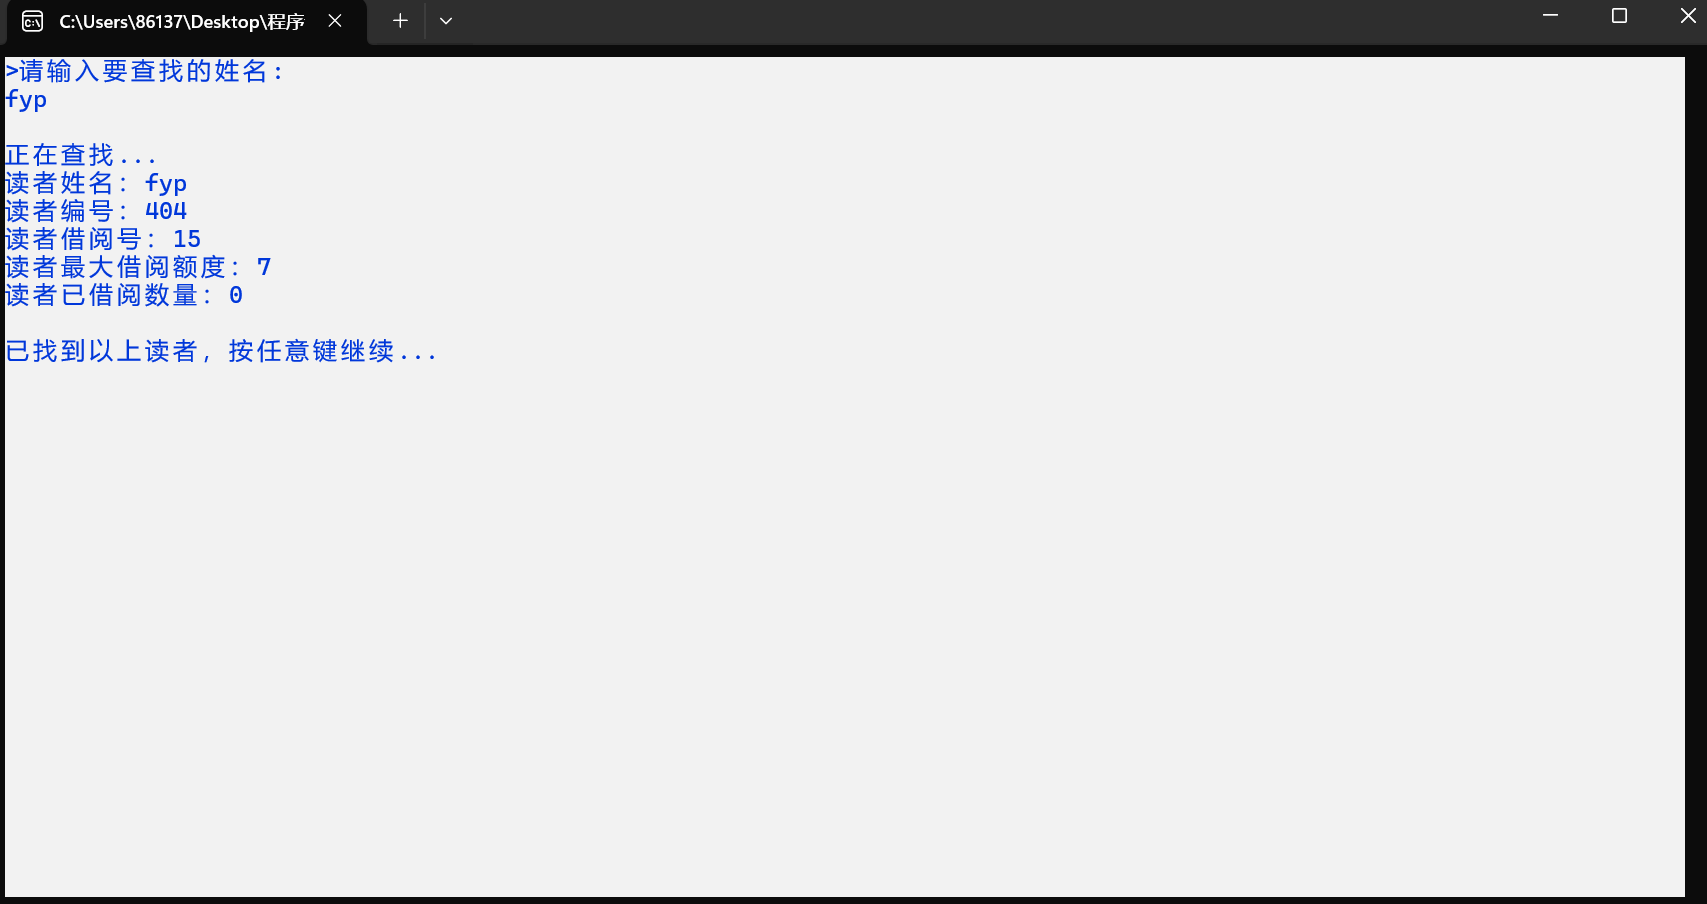 C:\Users\86137\Desktop\程序
>请输入要查找的姓名:
fyp
正在查找...
读者姓名: fyp
读者编号: 404
读者借阅号: 15
读者最大借阅额度: 7
读者已借阅数量: 0
已找到以上读者, 按任意键继续...